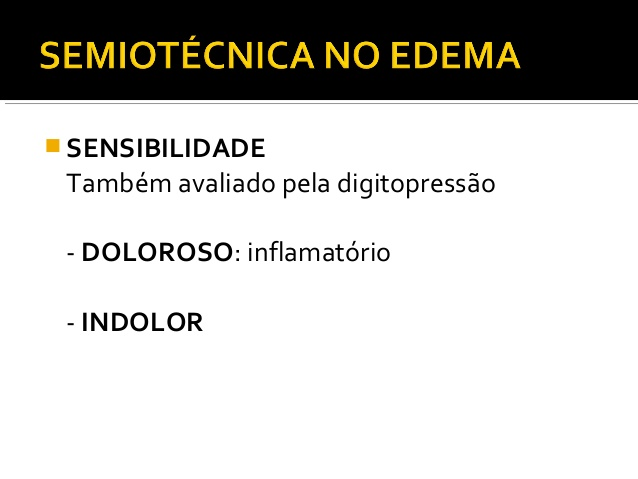 SEMIOTÉCNICA NO EDEMA
SENSIBILIDADE
Também avaliado pela digitopressão
- DOLOROSO: inflamatório
- INDOLOR